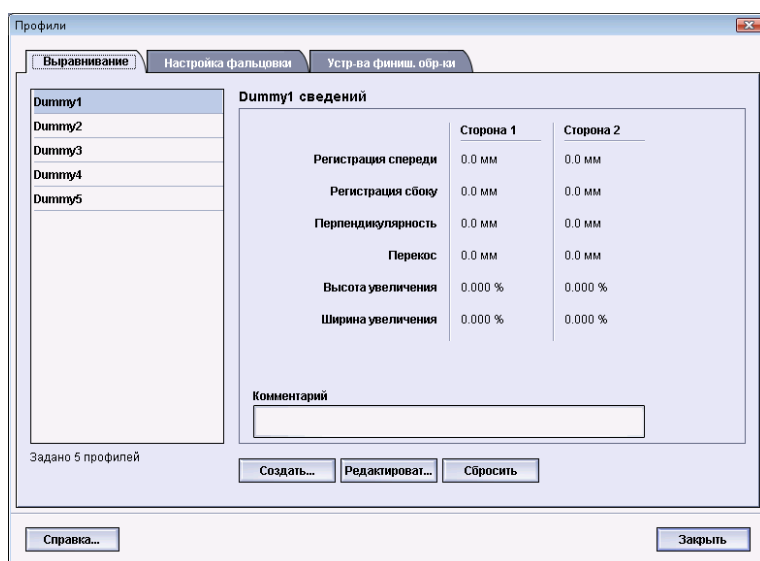 Профили
Выравнивание
Настройка фальцовки
Устр-ва финиш. обр-ки
Dummy1
Dummy2
Dummy3
Dummy4
Dummy5
Задано 5 профилей
Dummy1 сведений
Сторона 1 Сторона 2
Регистрация спереди 0.0 мм 0.0 мм
Регистрация сбоку 0.0 мм 0.0 мм
Перпендикулярность 0.0 мм 0.0 мм
Перекос 0.0 мм 0.0 мм
Высота увеличения 0.000 % 0.000 %
Ширина увеличения 0.000 % 0.000 %
Комментарий
Создать... Редактироват... Сбросить
Справка... Закрыть